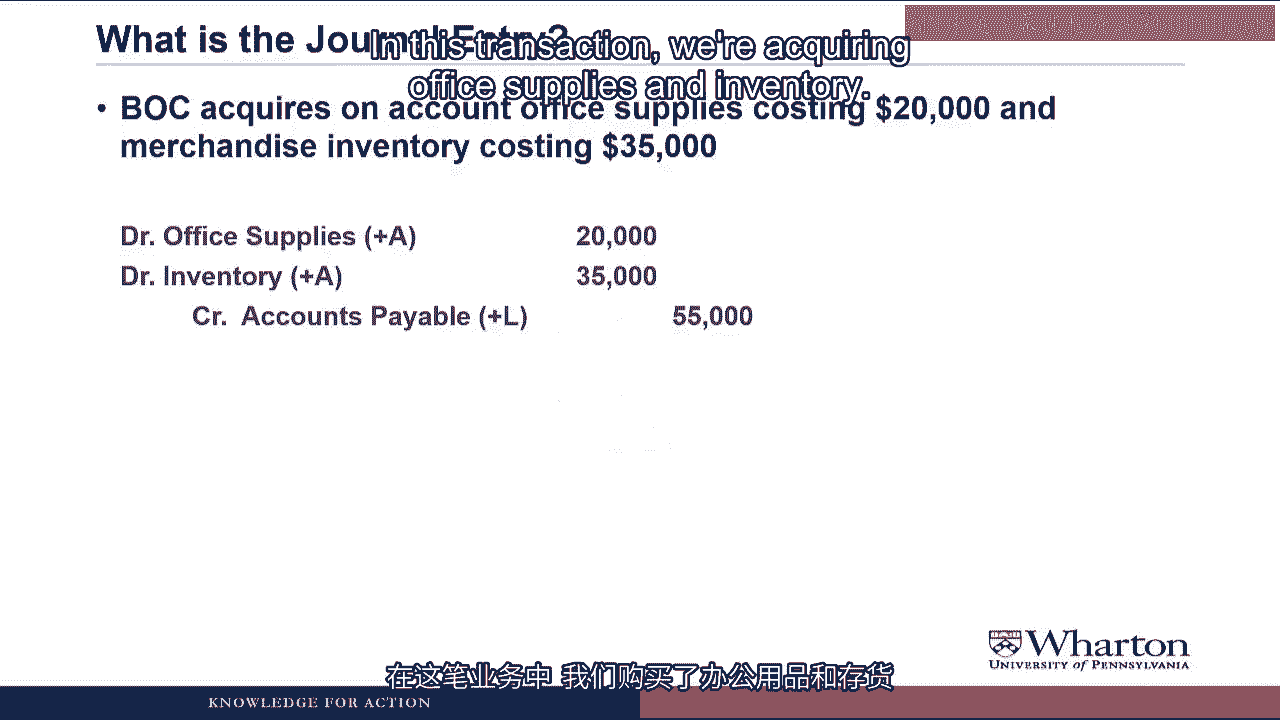 What is the Journal Entry?
In this transaction, we're acquiring
office supplies and inventory.
• BOC acquires on account office supplies costing $20,000 and
merchandise inventory costing $35,000
Dr. Office Supplies (+A) 20,000
Dr. Inventory (+A) 35,000
Cr. Accounts Payable (+L) 55,000
Wharton
UNIVERSITY of PENNSYLVANIA
在这笔业务中 我们购买了办公用品和存货
KNOWLEDGE FOR ACTION